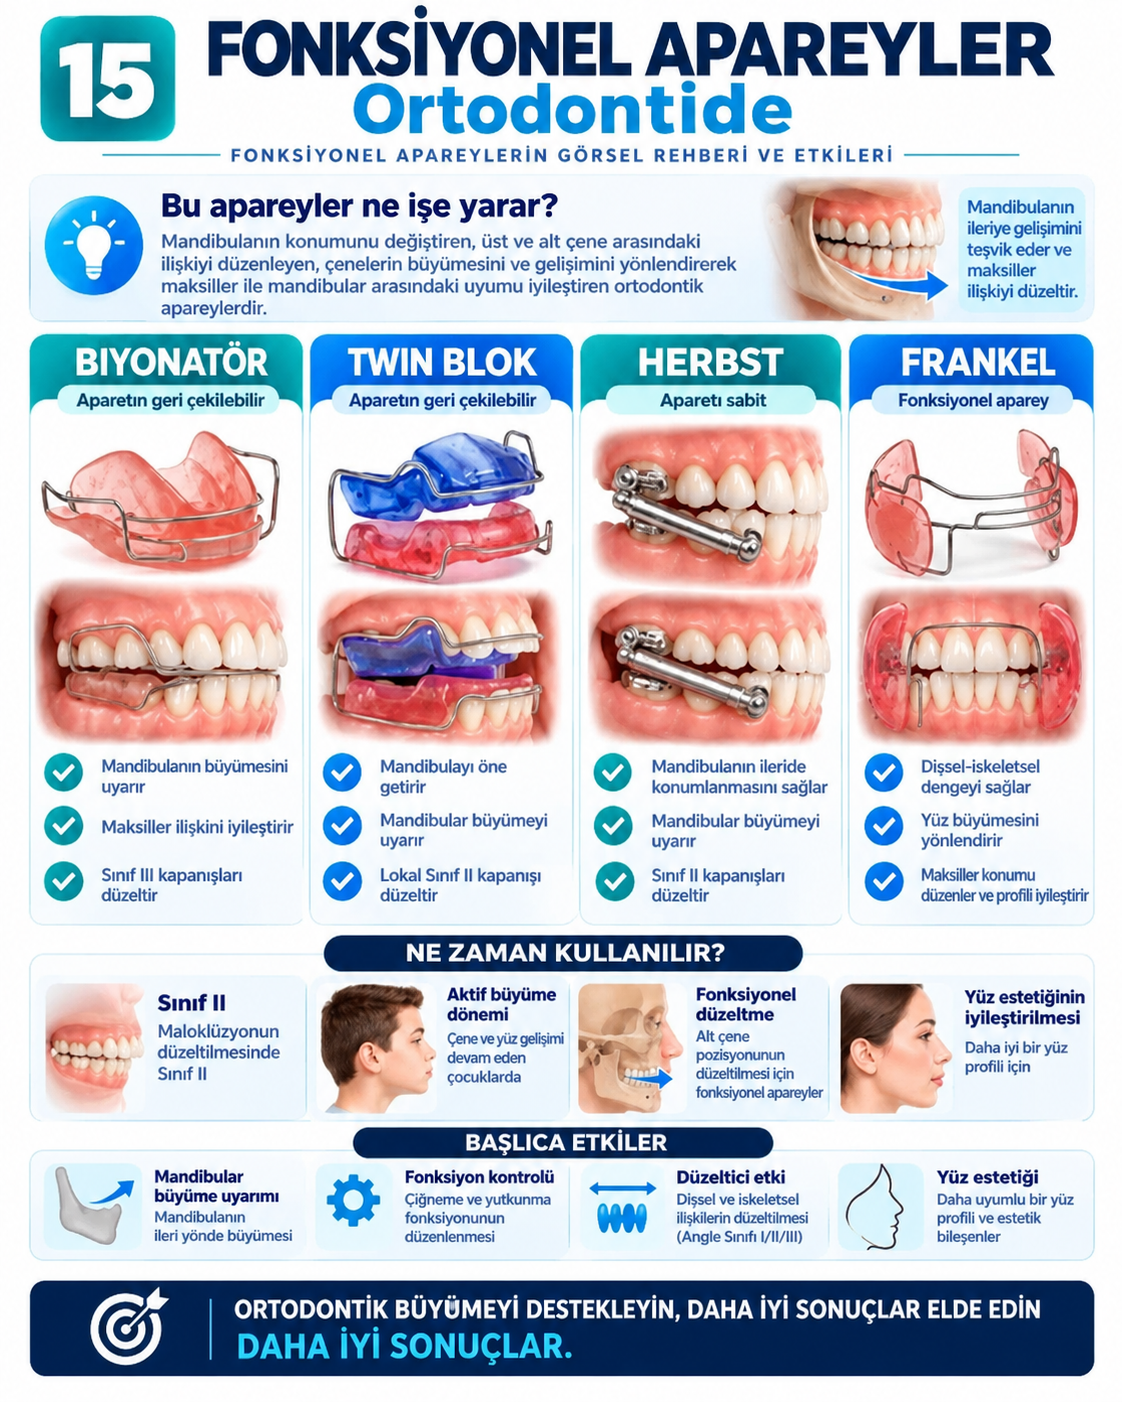 15
FONKSİYONEL APAREYLER
Ortodontide
FONKSİYONEL APAREYLERİN GÖRSEL REHBERİ VE ETKİLERİ
Bu apareyler ne işe yarar?
Mandibulanın konumunu değiştiren, üst ve alt çene arasındaki
ilişkiyi düzenleyen, çenelerin büyümesini ve gelişimini yönlendirerek
maksiller ile mandibular arasındaki uyumu iyileştiren ortodontik
apareylerdir.
Mandibulanın
ileriye gelişimini
teşvik eder ve
maksiller
ilişkiyi düzeltir.
BIYONATÖR
Aparetın geri çekilebilir
Mandibulanın büyümesini
uyarır
Maksiller ilişkini iyileştirir
Sınıf III kapanışları
düzeltir
TWIN BLOK
Aparetın geri çekilebilir
Mandibulayı öne
getirir
Mandibular büyümeyi
uyarır
Lokal Sınıf II kapanışı
düzeltir
HERBST
Aparetı sabit
Mandibulanın ileride
konumlanmasını sağlar
Mandibular büyümeyi
uyarır
Sınıf II kapanışları
düzeltir
FRANKEL
Fonksiyonel aparey
Dişsel-iskeletsel
dengeyi sağlar
Yüz büyümesini
yönlendirir
Maksiller konumu
düzenler ve profili iyileştirir
NE ZAMAN KULLANILIR?
Sınıf II
Maloklüzyonun
düzeltilmesinde
Sınıf II
Aktif büyüme
dönemi
Çene ve yüz gelişimi
devam eden
çocuklarda
Fonksiyonel
düzeltme
Alt çene
pozisyonunun
düzeltilmesi için
fonksiyonel apareyler
Yüz estetiğinin
iyileştirilmesi
Daha iyi bir yüz
profili için
BAŞLICA ETKİLER
Mandibular
büyüme uyarımı
Mandibulanın
ileri yönde büyümesi
Fonksiyon kontrolü
Çiğneme ve yutkunma
fonksiyonunun
düzenlenmesi
Düzeltici etki
Dişsel ve iskeletsel
ilişkilerin düzeltilmesi
(Angle Sınıfı I/II/III)
Yüz estetiği
Daha uyumlu bir yüz
profili ve estetik
bileşenler
ORTODONTİK BÜYÜMEYİ DESTEKLEYİN, DAHA İYİ SONUÇLAR ELDE EDİN
DAHA İYİ SONUÇLAR.